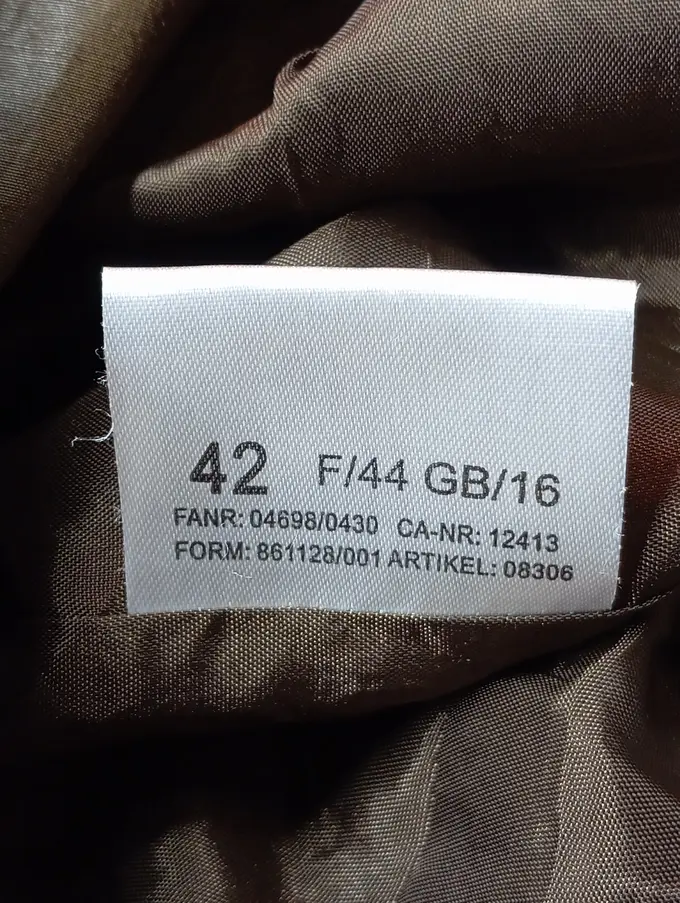 42 F/44 GB/16
FANR: 04698/0430 CA-NR: 12413
FORM: 861128/001 ARTIKEL: 08306